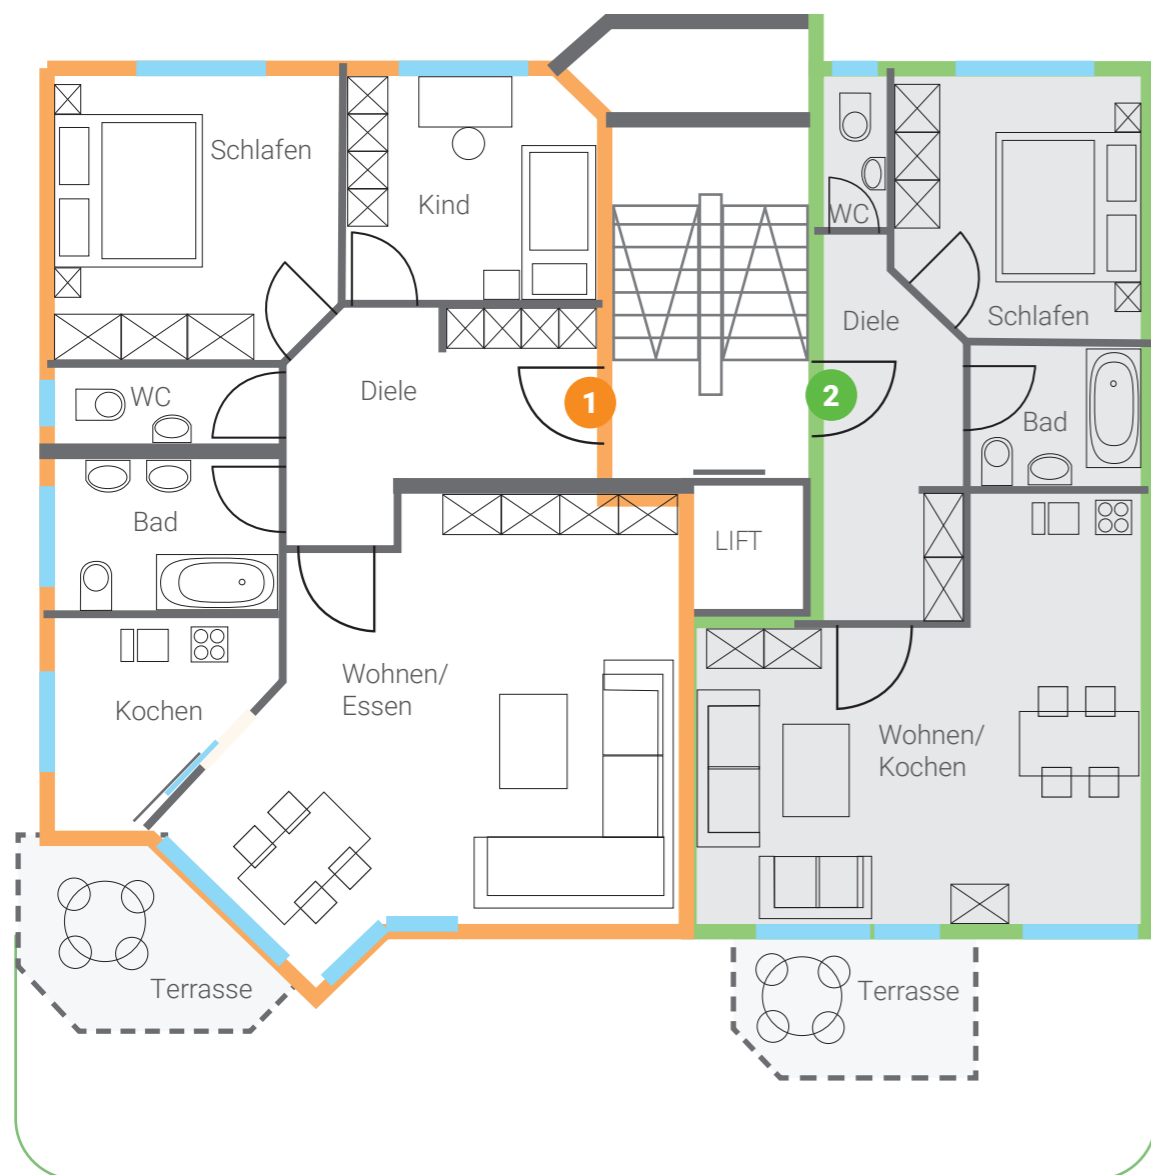 Schlafen
Kind
WC
Diele
1
Bad
Kochen
Wohnen/
Essen
Terrasse
LIFT
2
WC
Diele
Schlafen
Bad
Wohnen/
Kochen
Terrasse